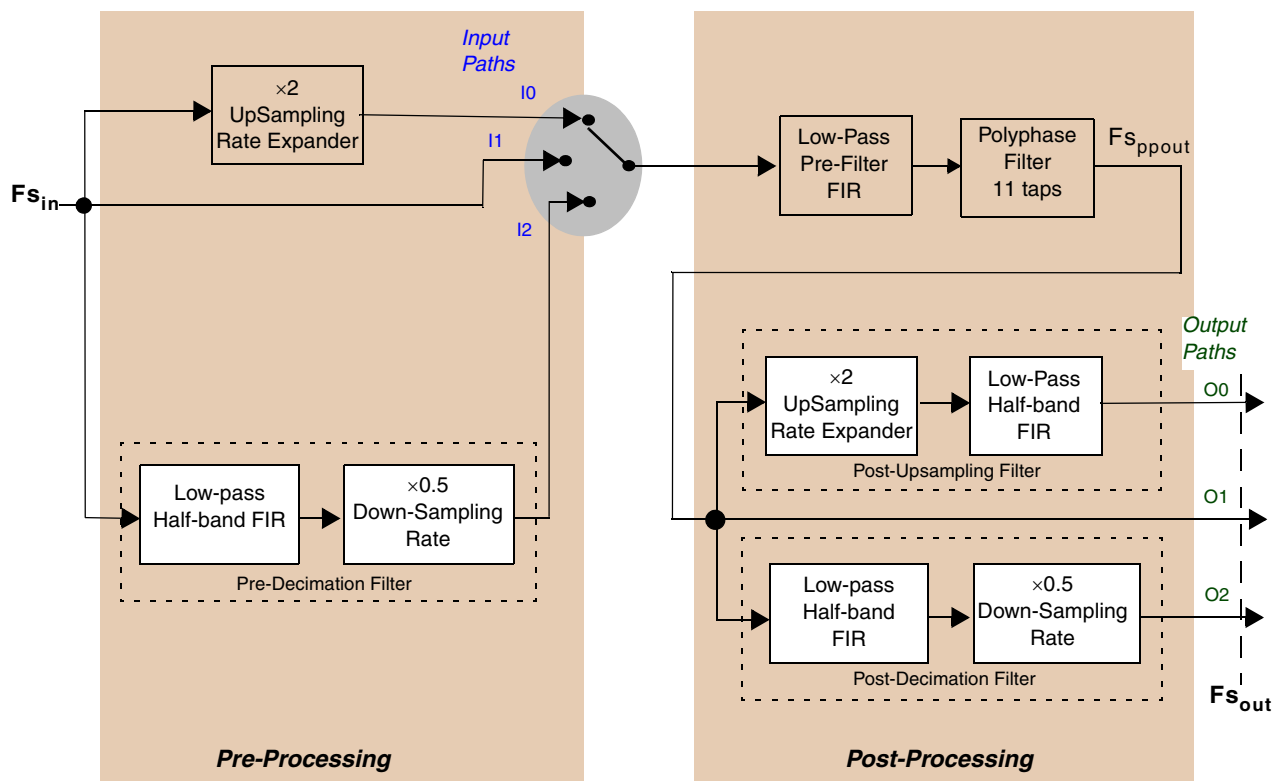 Input
Paths
×2
UpSampling
Rate Expander
I0
I1
I2
Fsin
Low-pass
Half-band FIR
×0.5
Down-Sampling
Rate
Pre-Decimation Filter
Pre-Processing
Low-Pass
Pre-Filter
FIR
Polyphase
Filter
11 taps
Fsppout
Output
Paths
×2
UpSampling
Rate Expander
Low-Pass
Half-band
FIR
Post-Upsampling Filter
O0
O1
Low-pass
Half-band
FIR
×0.5
Down-Sampling
Rate
Post-Decimation Filter
O2
Fsout
Post-Processing